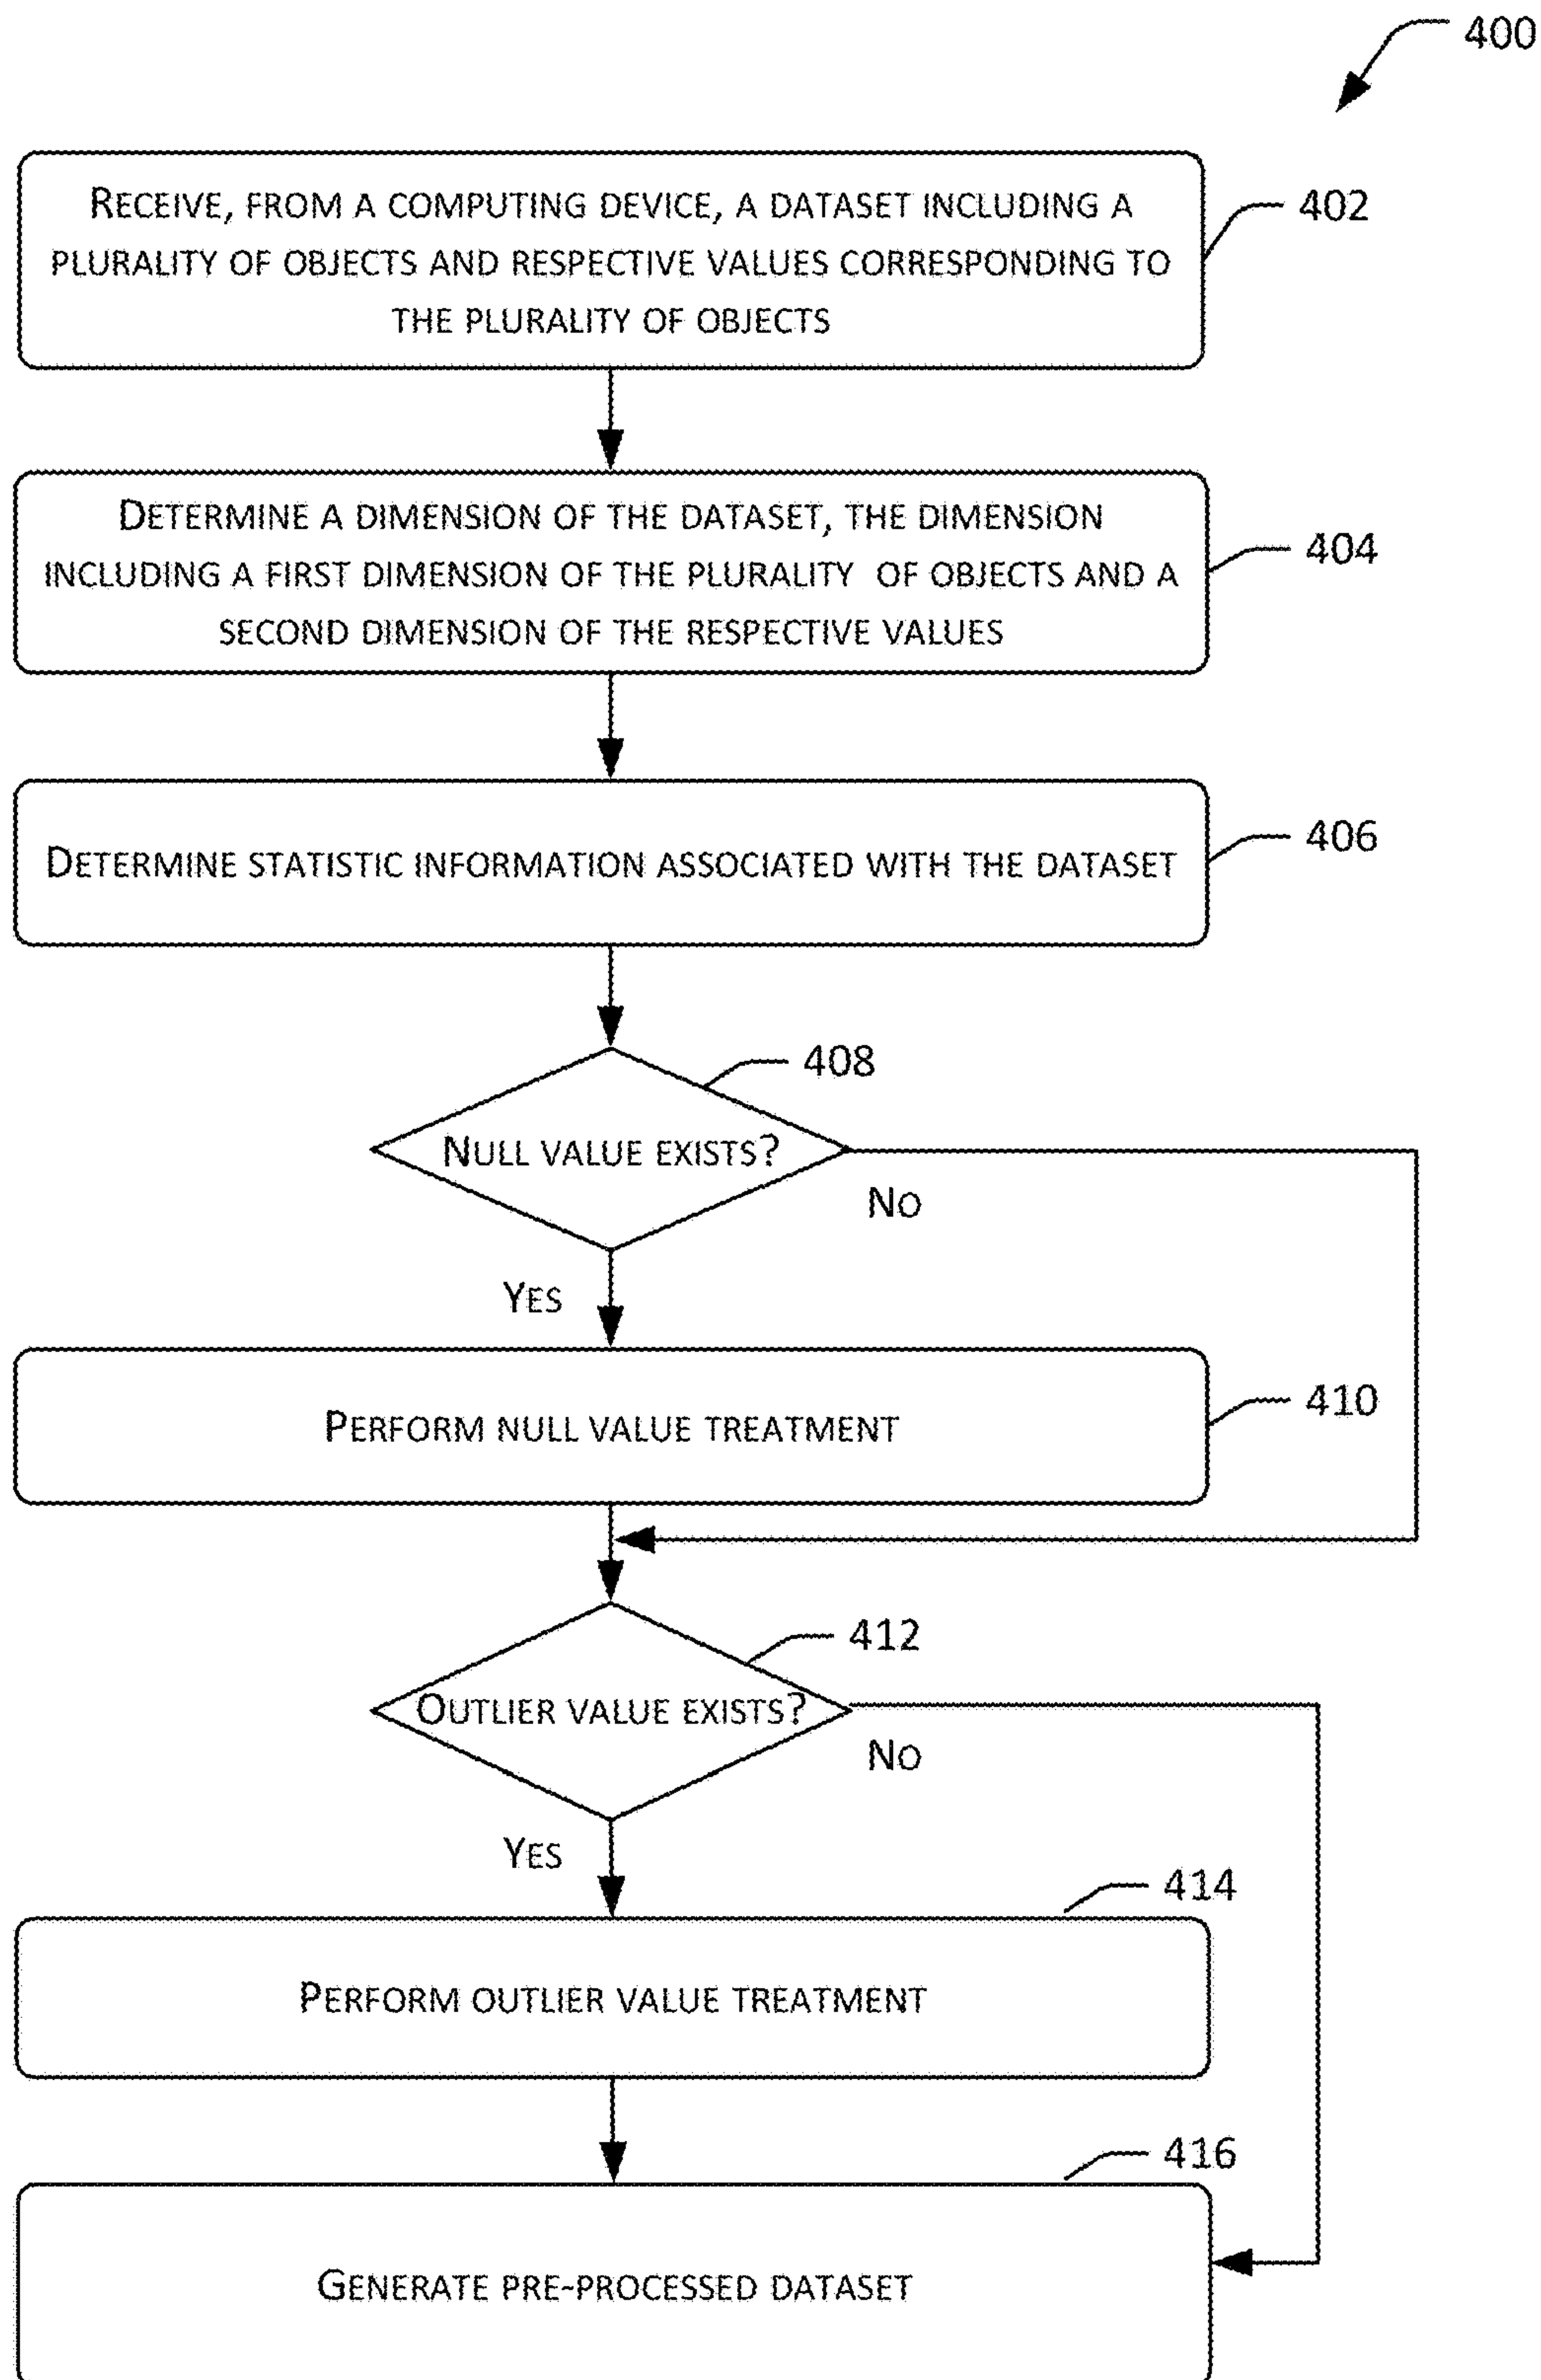 400
RECEIVE, FROM A COMPUTING DEVICE, A DATASET INCLUDING A
PLURALITY OF OBJECTS AND RESPECTIVE VALUES CORRESPONDING TO
THE PLURALITY OF OBJECTS
402
DETERMINE A DIMENSION OF THE DATASET, THE DIMENSION
INCLUDING A FIRST DIMENSION OF THE PLURALITY OF OBJECTS AND A
SECOND DIMENSION OF THE RESPECTIVE VALUES
404
DETERMINE STATISTIC INFORMATION ASSOCIATED WITH THE DATASET
406
408
NULL VALUE EXISTS?
NO
YES
PERFORM NULL VALUE TREATMENT
410
412
OUTLIER VALUE EXISTS?
NO
YES
414
PERFORM OUTLIER VALUE TREATMENT
416
GENERATE PRE-PROCESSED DATASET